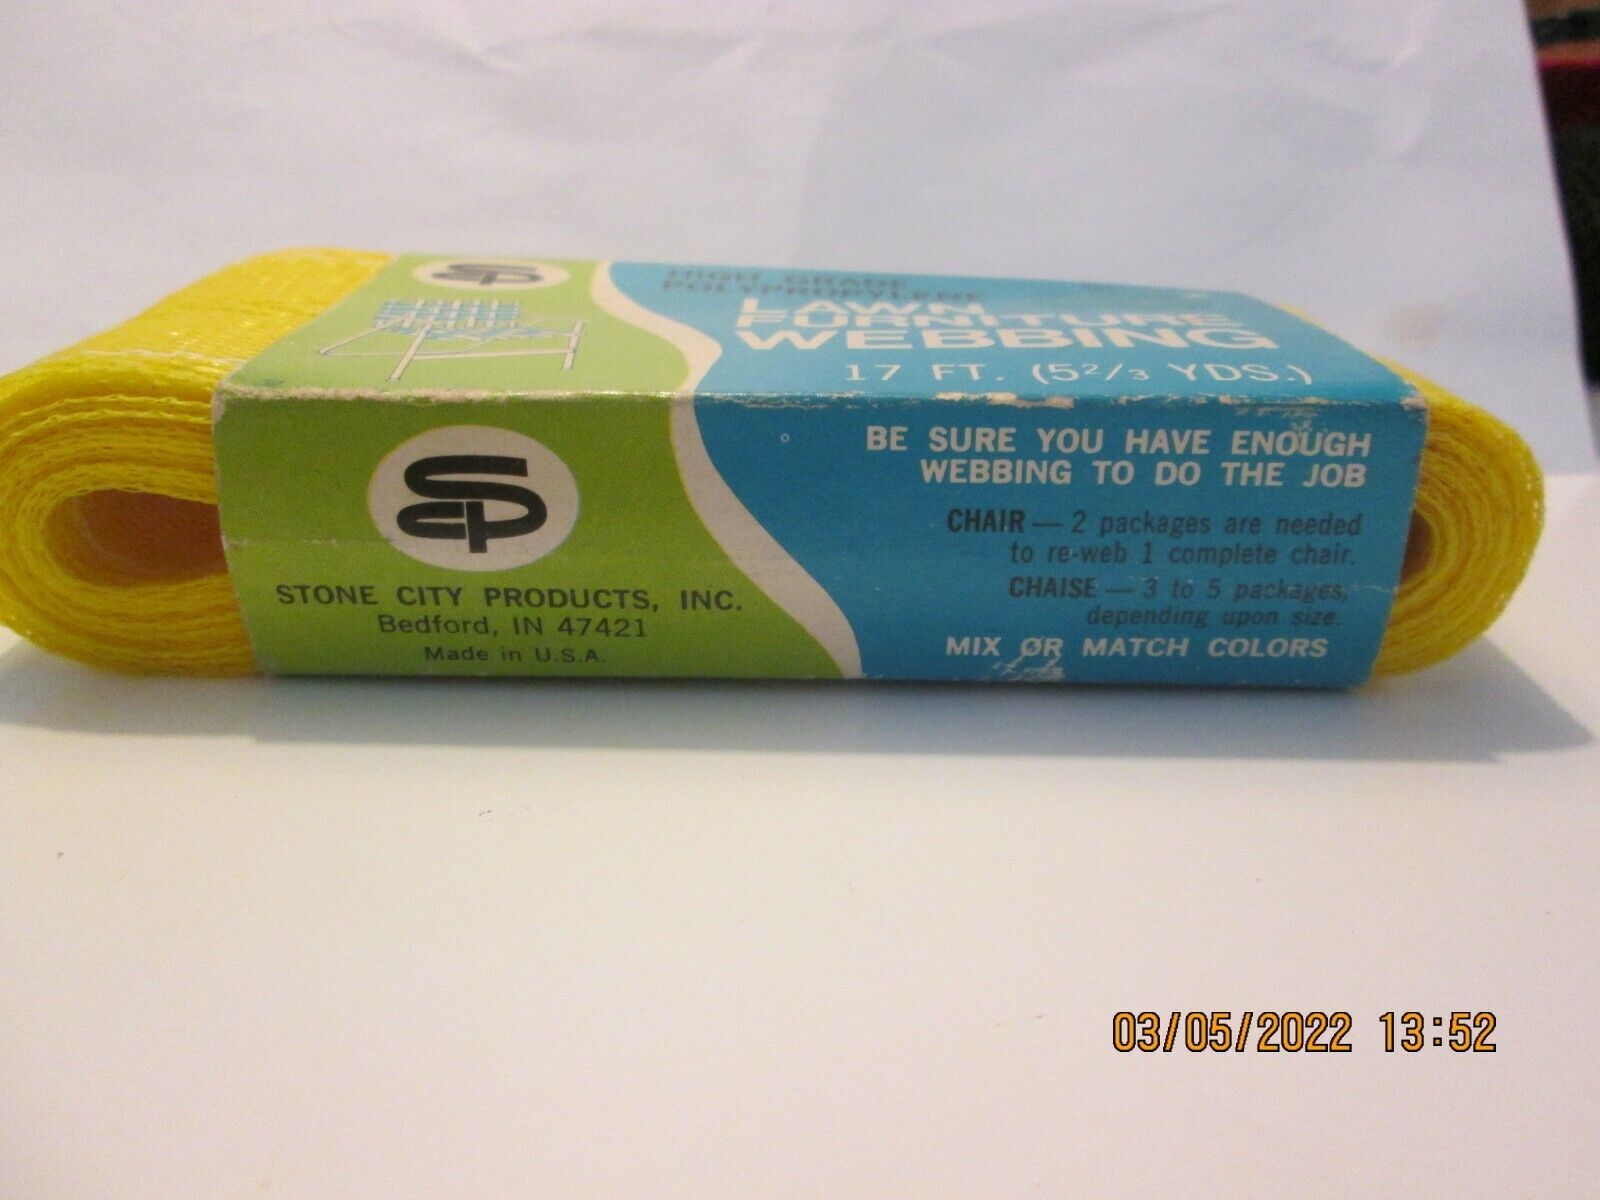 HIGH GRADE
POLYPROPYLENE
LAWN
FURNITURE
WEBBING
17 FT. (5 2/3 YDS.)
BE SURE YOU HAVE ENOUGH
WEBBING TO DO THE JOB
CHAIR — 2 packages are needed
to re-web 1 complete chair.
CHAISE — 3 to 5 packages,
depending upon size.
MIX OR MATCH COLORS
SCP
STONE CITY PRODUCTS, INC.
Bedford, IN 47421
Made in U.S.A.
03/05/2022 13:52